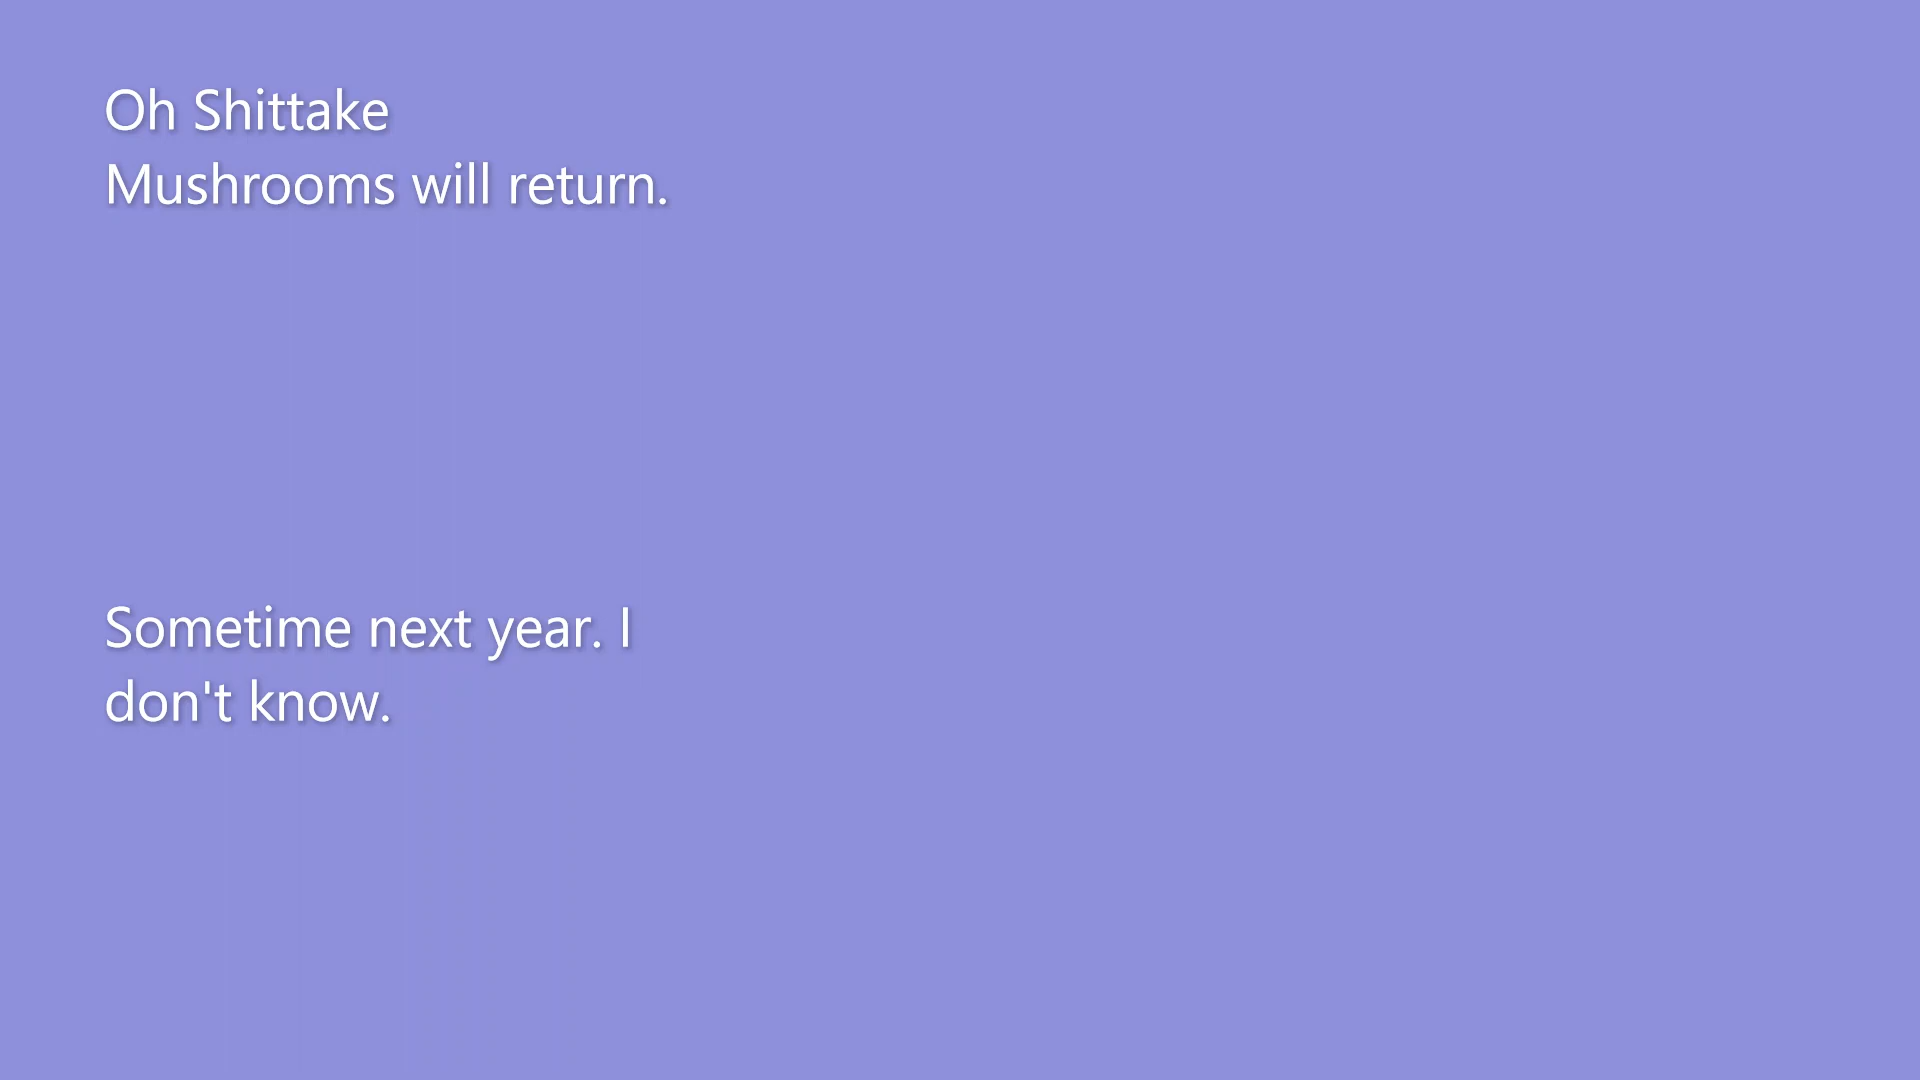 Oh Shittake
Mushrooms will return.
Sometime next year. I
don't know.